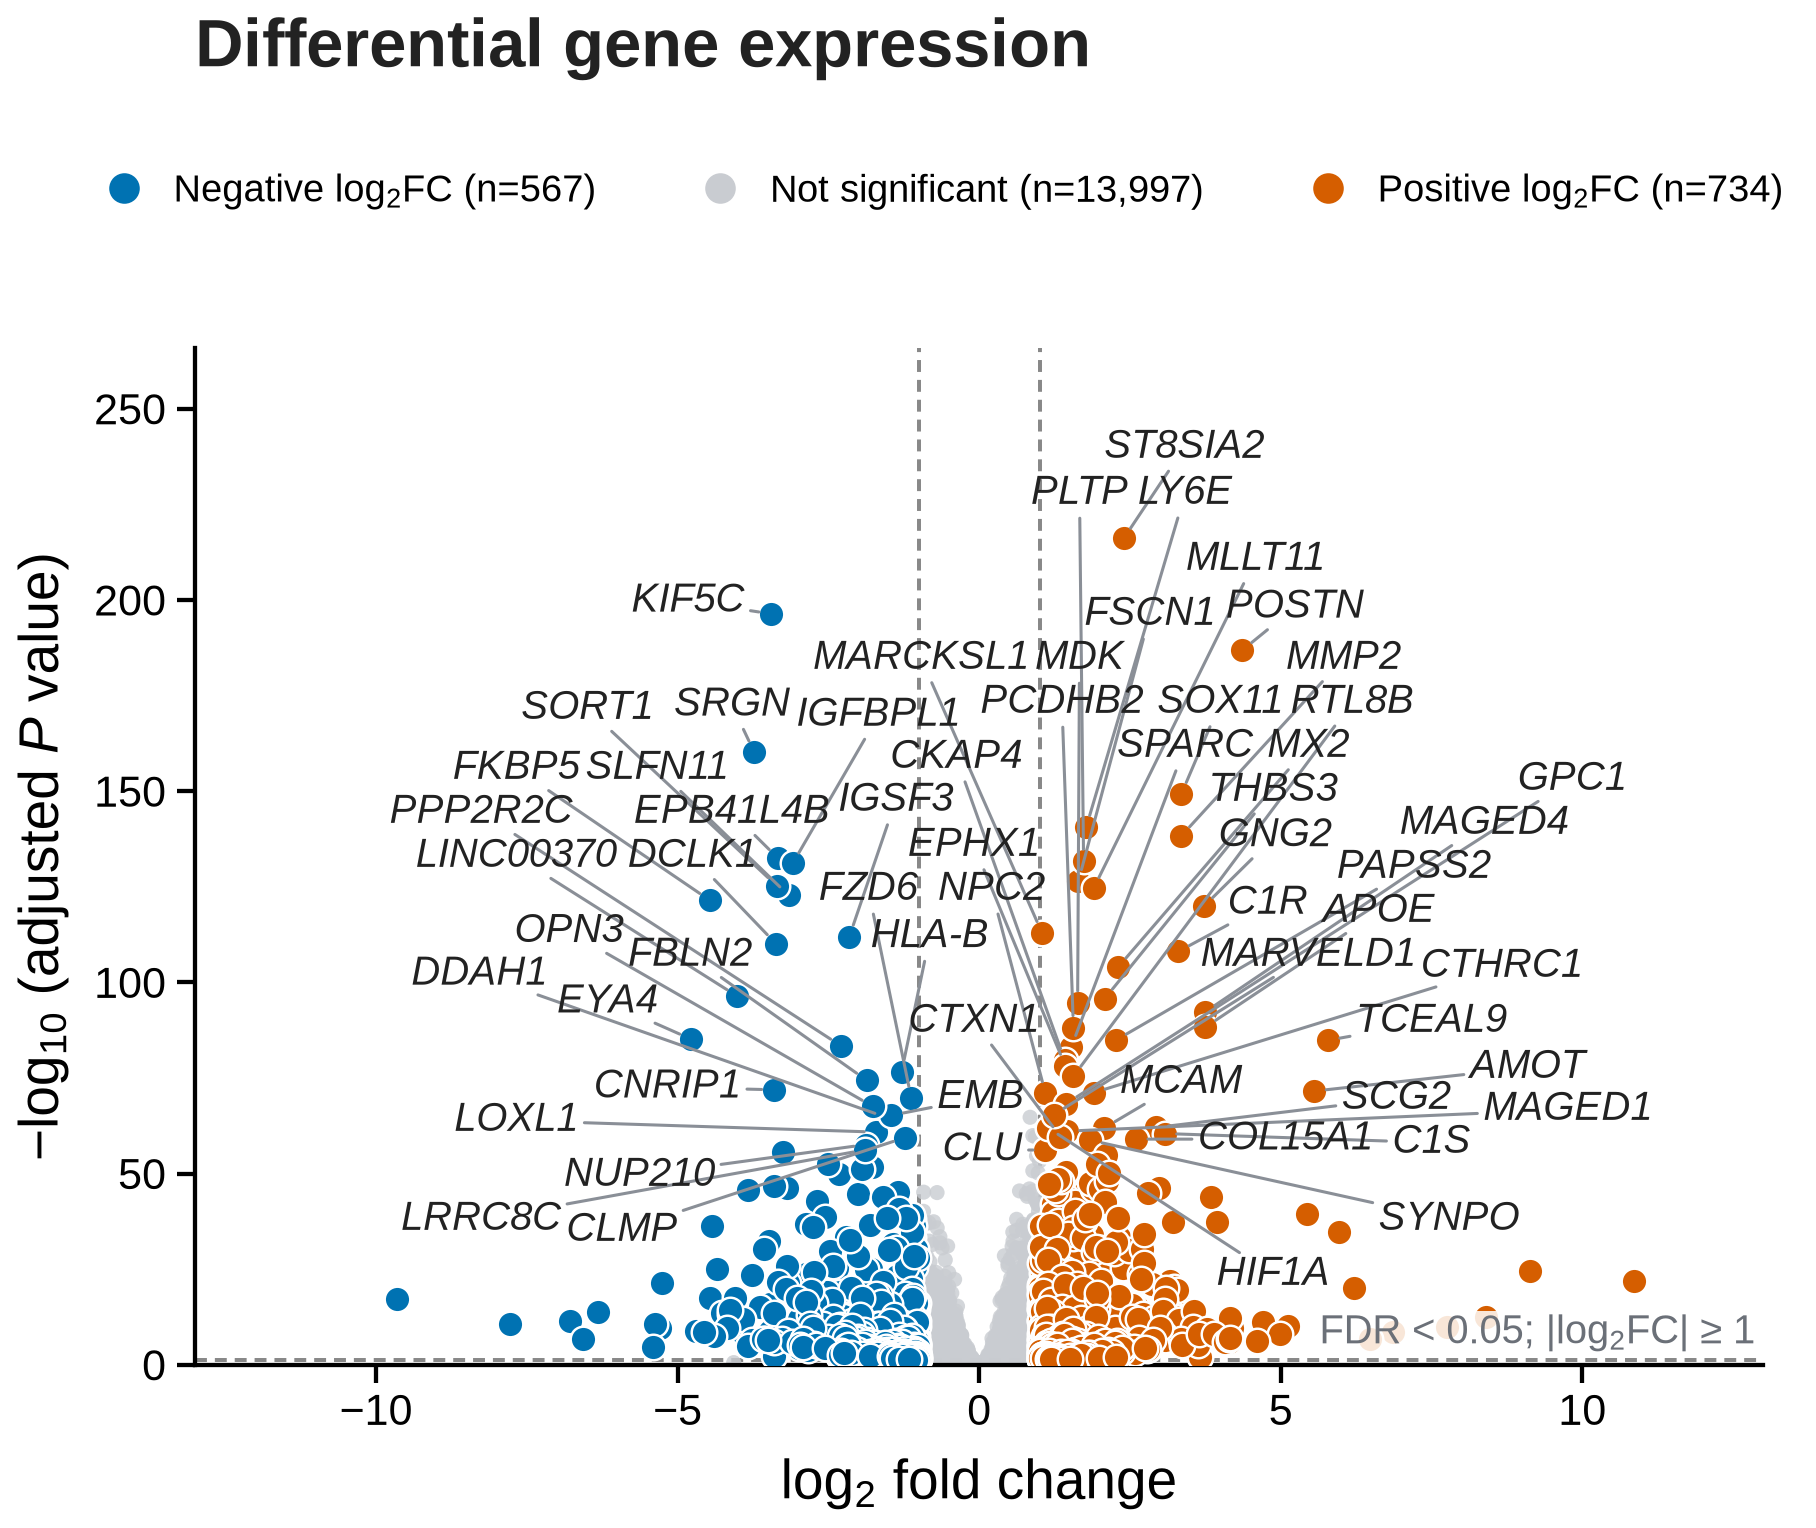 Differential gene expression
Negative log₂FC (n=567)
Not significant (n=13,997)
Positive log₂FC (n=734)
−log₁₀ (adjusted P value)
250
200
150
100
50
0
ST8SIA2
PLTP LY6E
MLLT11
KIF5C
FSCN1 POSTN
MARCKSL1 MDK MMP2
SORT1 SRGN IGFBPL1 PCDHB2 SOX11 RTL8B
CKAP4 SPARC MX2
FKBP5 SLFN11 GPC1
PPP2R2C EPB41L4B IGSF3 THBS3
MAGED4
LINC00370 DCLK1 EPHX1 GNG2
PAPSS2
FZD6 NPC2 C1R APOE
OPN3 FBLN2 HLA-B MARVELD1 CTHRC1
DDAH1
EYA4 CTXN1 TCEAL9
CNRIP1 EMB MCAM AMOT
SCG2 MAGED1
LOXL1 CLU COL15A1 C1S
NUP210
LRRC8C CLMP SYNPO
HIF1A
FDR < 0.05; |log₂FC| ≥ 1
−10
−5
0
5
10
log₂ fold change